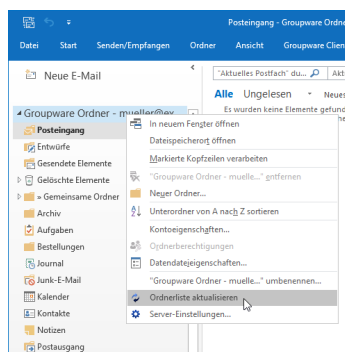 Posteingang - Groupware Ordne
Datei Start Senden/Empfangen Ordner Ansicht Groupware Clien
Neue E-Mail
"Aktuelles Postfach" du... Akt
Alle Ungelesen Neues
Es wurden keine Elemente gefund
Groupware Ordner - mueller@ex
Posteingang
Entwürfe
Gesendete Elemente
Gelöschte Elemente
» Gemeinsame Ordner
Archiv
Aufgaben
Bestellungen
Journal
Junk-E-Mail
Kalender
Kontakte
Notizen
Postausgang
In neuem Fenster öffnen
Dateispeicherort öffnen
Markierte Kopfzeilen verarbeiten
"Groupware Ordner - muelle..." entfernen
Neuer Ordner...
Unterordner von A nach Z sortieren
Kontoeigenschaften...
Ordnerberechtigungen
Datendateieigenschaften...
"Groupware Ordner - muelle..." umbenennen...
Ordnerliste aktualisieren
Server-Einstellungen...